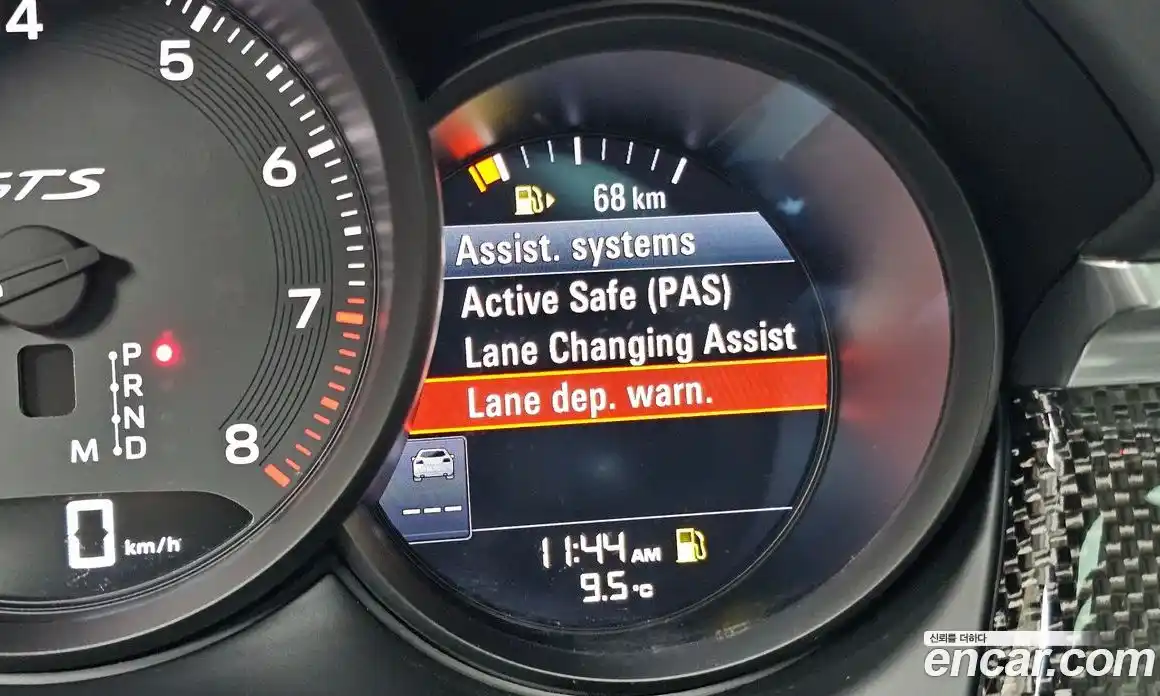 4
5
6
7
8
GTS
P
R
N
M D
0 km/h
68 km
Assist. systems
Active Safe (PAS)
Lane Changing Assist
Lane dep. warn.
11:44 AM
9.5 °C
신뢰를 더하다
encar.com